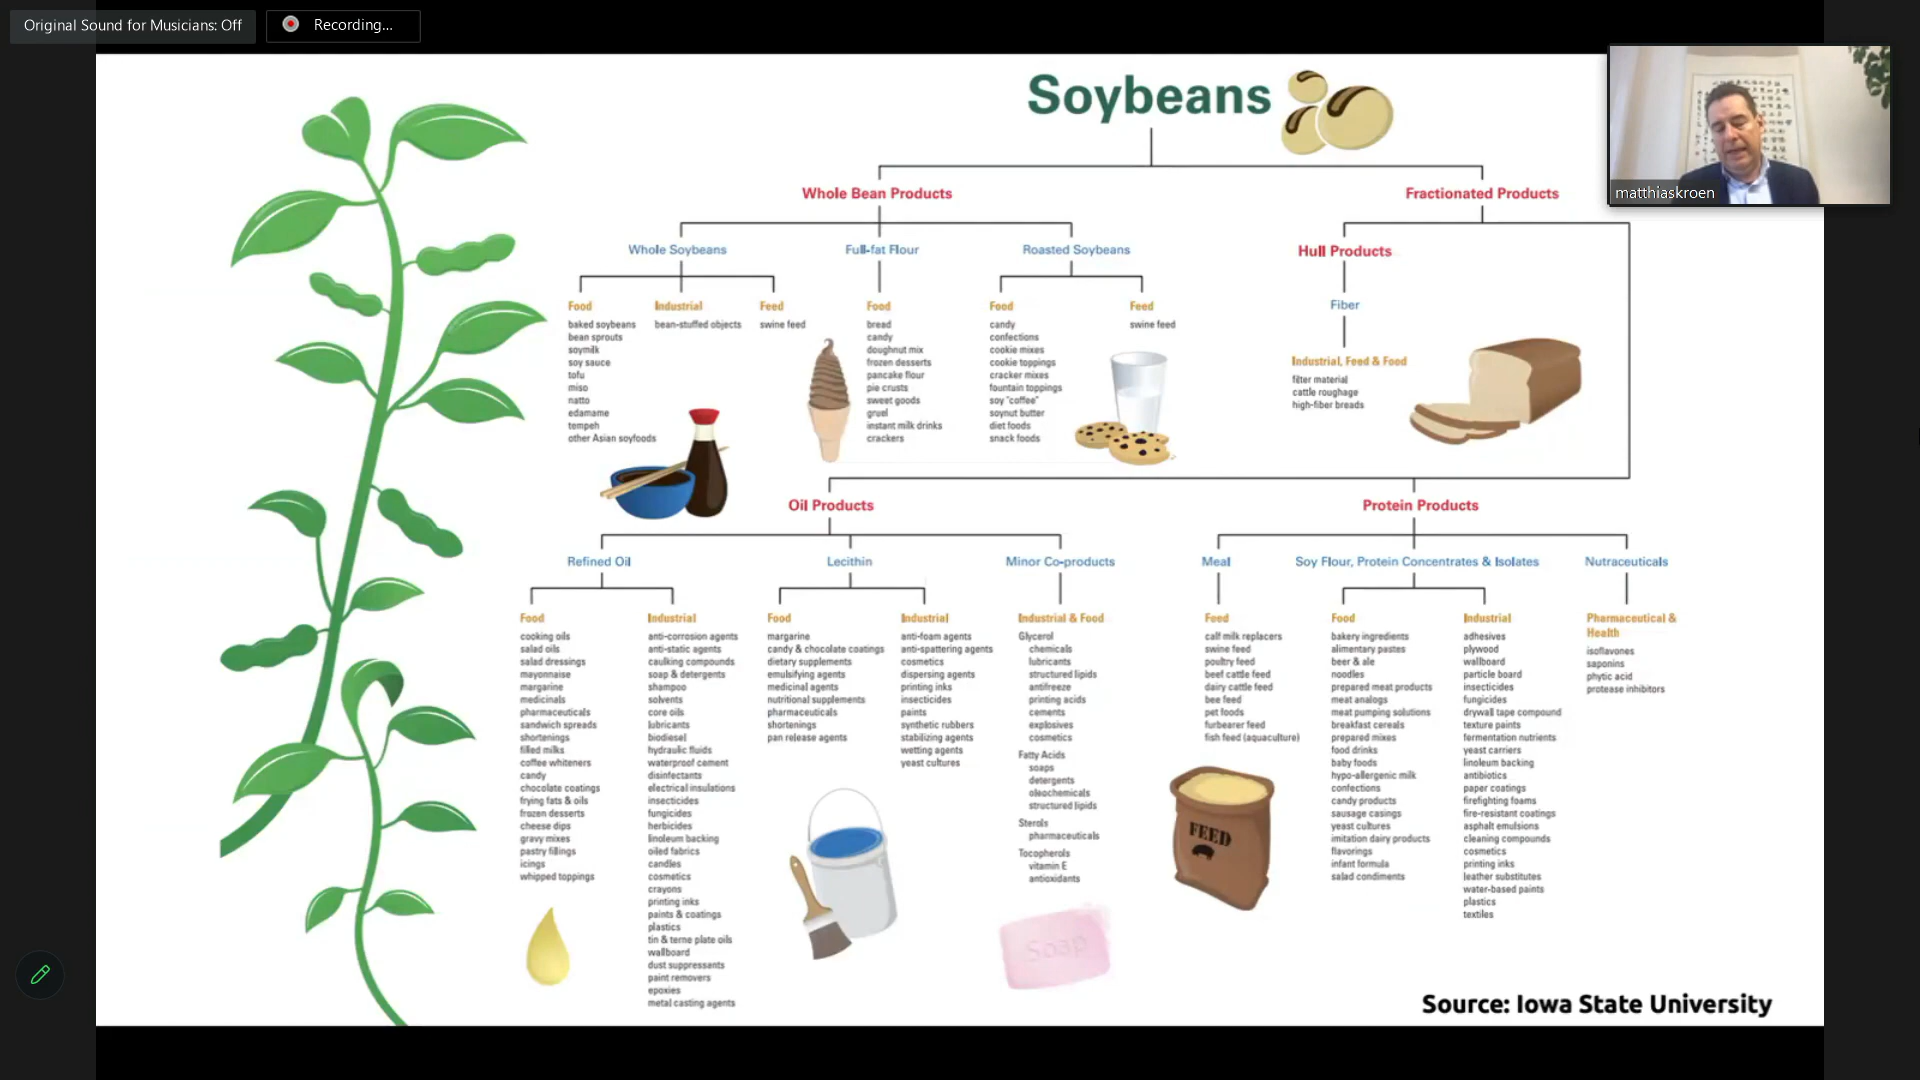 Original Sound for Musicians: Off
Recording...
matthiaskroen
Soybeans
Whole Bean Products
Fractionated Products
Whole Soybeans
Full-fat Flour
Roasted Soybeans
Hull Products
Fiber
Food
baked soybeans
bean sprouts
soymilk
soy sauce
tofu
miso
natto
edamame
tempeh
other Asian soyfoods
Industrial
bean-stuffed objects
Feed
swine feed
Food
bread
candy
doughnut mix
frozen desserts
pancake flour
pie crusts
sweet goods
gruel
instant milk drinks
crackers
Food
candy
confections
cookie mixes
cookie toppings
cracker mixes
fountain toppings
soy "coffee"
soynut butter
diet foods
snack foods
Feed
swine feed
Industrial, Feed & Food
filter material
cattle roughage
high-fiber breads
Oil Products
Protein Products
Refined Oil
Lecithin
Minor Co-products
Meal
Soy Flour, Protein Concentrates & Isolates
Nutraceuticals
Food
cooking oils
salad oils
salad dressings
mayonnaise
margarine
medicinals
pharmaceuticals
sandwich spreads
shortenings
filled milks
coffee whiteners
candy
chocolate coatings
frying fats & oils
frozen desserts
cheese dips
gravy mixes
pastry fillings
icings
whipped toppings
Industrial
anti-corrosion agents
anti-static agents
caulking compounds
soap & detergents
shampoo
solvents
core oils
lubricants
biodiesel
hydraulic fluids
waterproof cement
disinfectants
electrical insulations
insecticides
fungicides
herbicides
linoleum backing
oiled fabrics
candles
cosmetics
crayons
printing inks
paints & coatings
plastics
tin & terne plate oils
wallboard
dust suppressants
paint removers
epoxies
metal casting agents
Food
margarine
candy & chocolate coatings
dietary supplements
emulsifying agents
medicinal agents
nutritional supplements
pharmaceuticals
shortenings
pan release agents
Industrial
anti-foam agents
anti-spattering agents
cosmetics
dispersing agents
printing inks
insecticides
paints
synthetic rubbers
stabilizing agents
wetting agents
yeast cultures
Industrial & Food
Glycerol
chemicals
lubricants
structured lipids
antifreeze
printing acids
cements
explosives
cosmetics
Fatty Acids
soaps
detergents
oleochemicals
structured lipids
Sterols
pharmaceuticals
Tocopherols
vitamin E
antioxidants
Soap
Feed
calf milk replacers
swine feed
poultry feed
beef cattle feed
dairy cattle feed
bee feed
pet foods
furbearer feed
fish feed (aquaculture)
FEED
Food
bakery ingredients
alimentary pastes
beer & ale
noodles
prepared meat products
meat analogs
meat pumping solutions
breakfast cereals
prepared mixes
food drinks
baby foods
hypo-allergenic milk
confections
candy products
sausage casings
yeast cultures
imitation dairy products
flavorings
infant formula
salad condiments
Industrial
adhesives
plywood
wallboard
particle board
insecticides
fungicides
drywall tape compound
texture paints
fermentation nutrients
yeast carriers
linoleum backing
antibiotics
paper coatings
firefighting foams
fire-resistant coatings
asphalt emulsions
cleaning compounds
cosmetics
printing inks
leather substitutes
water-based paints
plastics
textiles
Pharmaceutical &
Health
isoflavones
saponins
phytic acid
protease inhibitors
Source: Iowa State University